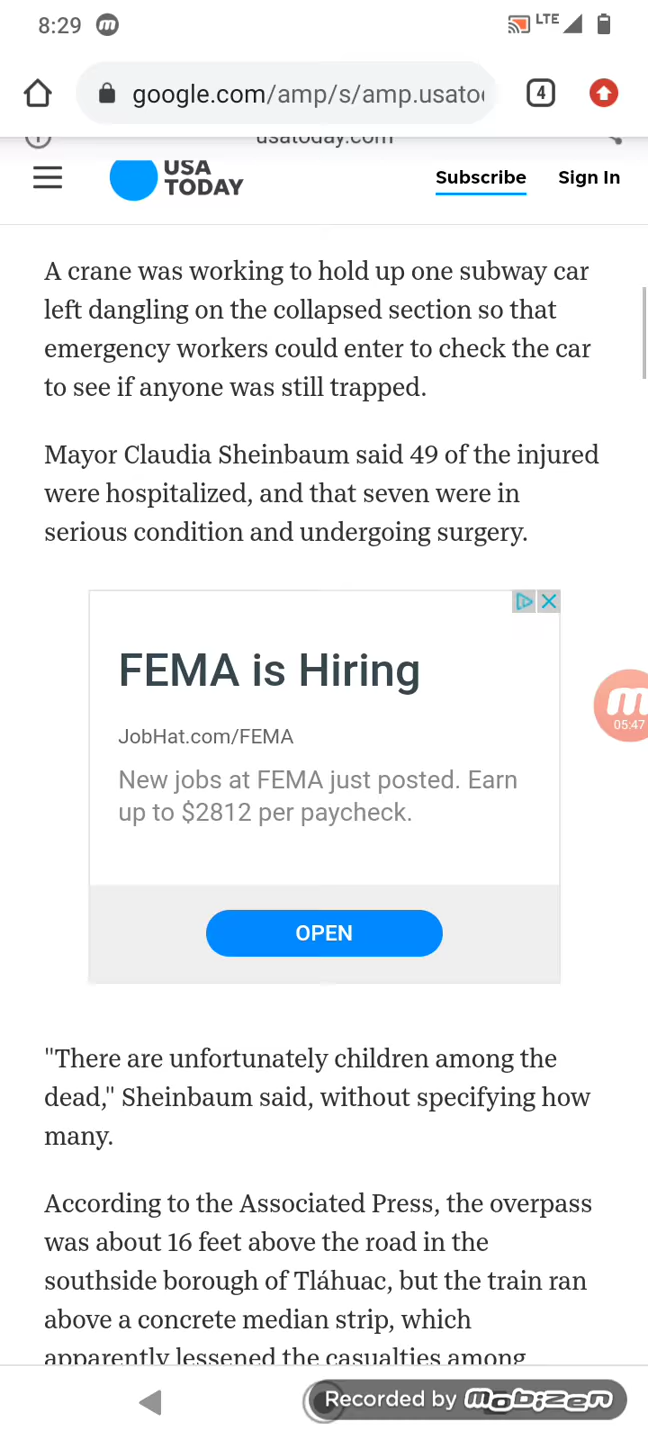 8:29
LTE
google.com/amp/s/amp.usatoo
4
usatoday.com
USA
TODAY
Subscribe
Sign In
A crane was working to hold up one subway car
left dangling on the collapsed section so that
emergency workers could enter to check the car
to see if anyone was still trapped.
Mayor Claudia Sheinbaum said 49 of the injured
were hospitalized, and that seven were in
serious condition and undergoing surgery.
FEMA is Hiring
JobHat.com/FEMA
New jobs at FEMA just posted. Earn
up to $2812 per paycheck.
OPEN
m
05:47
"There are unfortunately children among the
dead," Sheinbaum said, without specifying how
many.
According to the Associated Press, the overpass
was about 16 feet above the road in the
southside borough of Tláhuac, but the train ran
above a concrete median strip, which
apparently lessened the casualties among
Recorded by mobizen